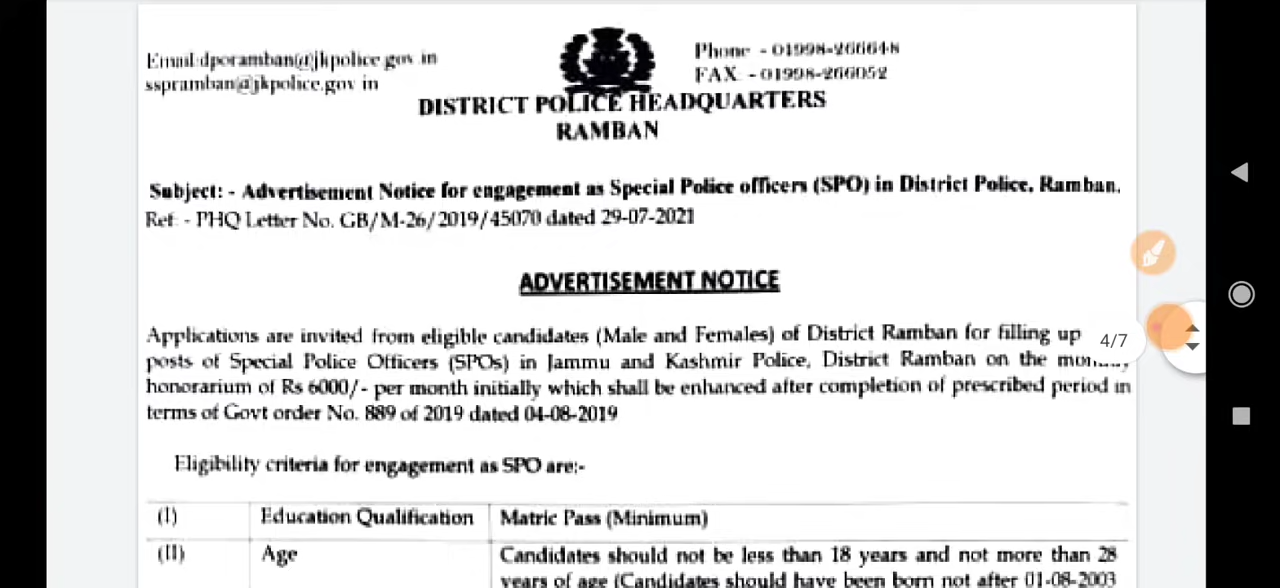 Email:dporamban@jkpolice.gov.in
ssprambam@jkpolice.gov in
Phone - 01998-266648
FAX - 01998-266052
DISTRICT POLICE HEADQUARTERS
RAMBAN
Subject: - Advertisement Notice for engagement as Special Police officers (SPO) in District Police, Ramban.
Ref: - PHQ Letter No. GB/M-26/2019/45070 dated 29-07-2021
ADVERTISEMENT NOTICE
Applications are invited from eligible candidates (Male and Females) of District Ramban for filling up
posts of Special Police Officers (SPOs) in Jammu and Kashmir Police, District Ramban on the
honorarium of Rs 6000/- per month initially which shall be enhanced after completion of prescribed period in
terms of Govt order No. 889 of 2019 dated 04-08-2019
4/7
Eligibility criteria for engagement as SPO are:-
(I) Education Qualification Matric Pass (Minimum)
(II) Age Candidates should not be less than 18 years and not more than 28
years of age (Candidates should have been born not after 01-08-2003